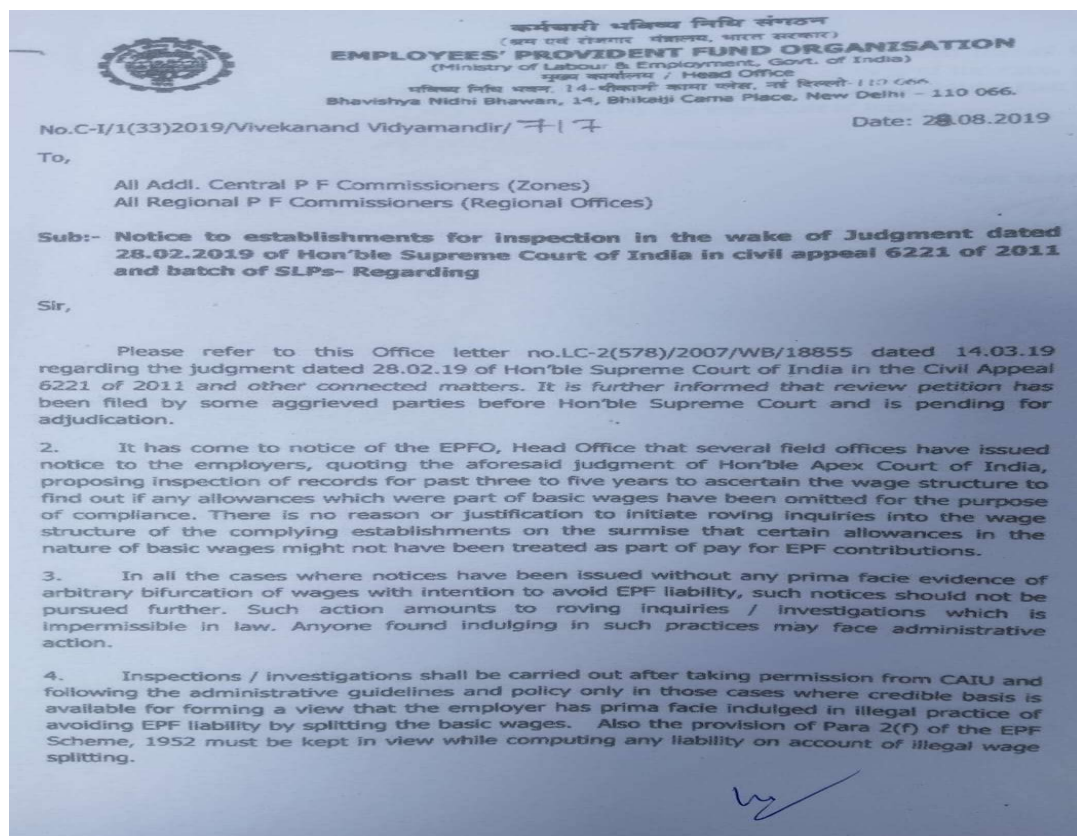 कर्मचारी भविष्य निधि संगठन
(श्रम एवं रोजगार मंत्रालय, भारत सरकार)
EMPLOYEES' PROVIDENT FUND ORGANISATION
(Ministry of Labour & Employment, Govt. of India)
मुख्य कार्यालय / Head Office
भविष्य निधि भवन, 14-भीकाजी कामा प्लेस, नई दिल्ली-110 066.
Bhavishya Nidhi Bhawan, 14, Bhikaiji Cama Place, New Delhi - 110 066.
No.C-I/1(33)2019/Vivekanand Vidyamandir/ 717
Date: 28.08.2019
To,
All Addl. Central P F Commissioners (Zones)
All Regional P F Commissioners (Regional Offices)
Sub:- Notice to establishments for inspection in the wake of Judgment dated
28.02.2019 of Hon'ble Supreme Court of India in civil appeal 6221 of 2011
and batch of SLPs- Regarding
Sir,
Please refer to this Office letter no.LC-2(578)/2007/WB/18855 dated 14.03.19
regarding the judgment dated 28.02.19 of Hon'ble Supreme Court of India in the Civil Appeal
6221 of 2011 and other connected matters. It is further informed that review petition has
been filed by some aggrieved parties before Hon'ble Supreme Court and is pending for
adjudication.
2. It has come to notice of the EPFO, Head Office that several field offices have issued
notice to the employers, quoting the aforesaid judgment of Hon'ble Apex Court of India,
proposing inspection of records for past three to five years to ascertain the wage structure to
find out if any allowances which were part of basic wages have been omitted for the purpose
of compliance. There is no reason or justification to initiate roving inquiries into the wage
structure of the complying establishments on the surmise that certain allowances in the
nature of basic wages might not have been treated as part of pay for EPF contributions.
3. In all the cases where notices have been issued without any prima facie evidence of
arbitrary bifurcation of wages with intention to avoid EPF liability, such notices should not be
pursued further. Such action amounts to roving inquiries / investigations which is
impermissible in law. Anyone found indulging in such practices may face administrative
action.
4. Inspections / investigations shall be carried out after taking permission from CAIU and
following the administrative guidelines and policy only in those cases where credible basis is
available for forming a view that the employer has prima facie indulged in illegal practice of
avoiding EPF liability by splitting the basic wages. Also the provision of Para 2(f) of the EPF
Scheme, 1952 must be kept in view while computing any liability on account of illegal wage
splitting.